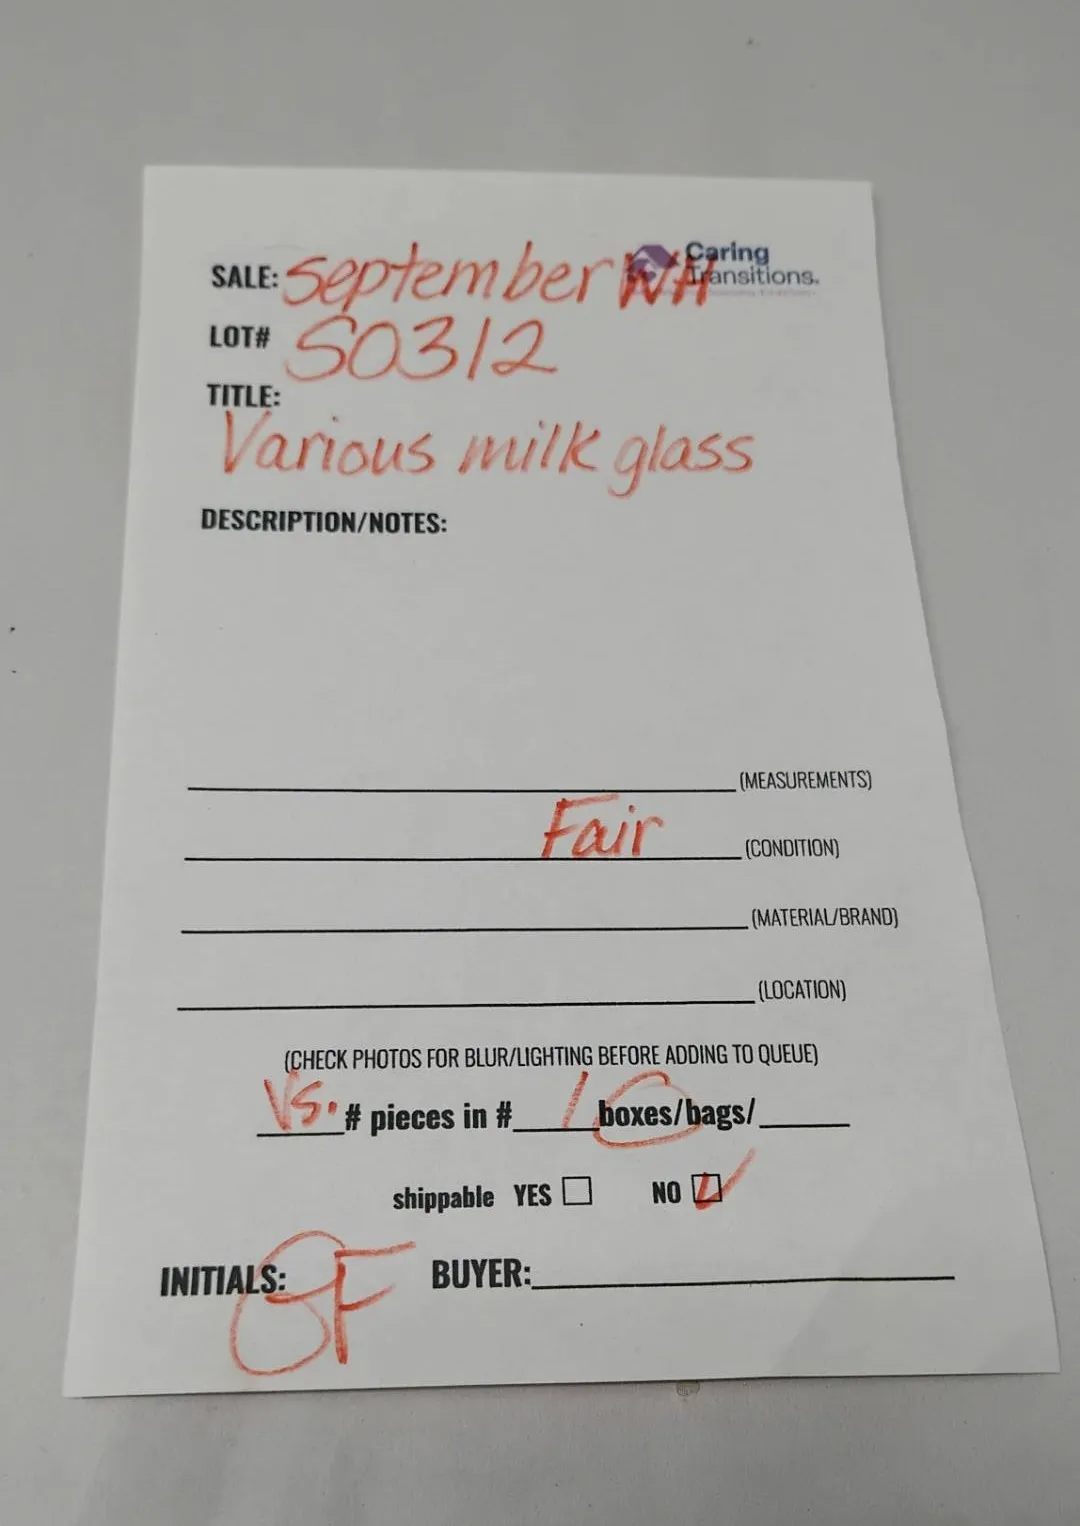 SALE: September WH
Caring
Transitions.
LOT# S0312
TITLE:
Various milk glass
DESCRIPTION/NOTES:
(MEASUREMENTS)
Fair (CONDITION)
(MATERIAL/BRAND)
(LOCATION)
(CHECK PHOTOS FOR BLUR/LIGHTING BEFORE ADDING TO QUEUE)
VS. # pieces in # 1 boxes/bags/
shippable YES NO
INITIALS: GF BUYER: